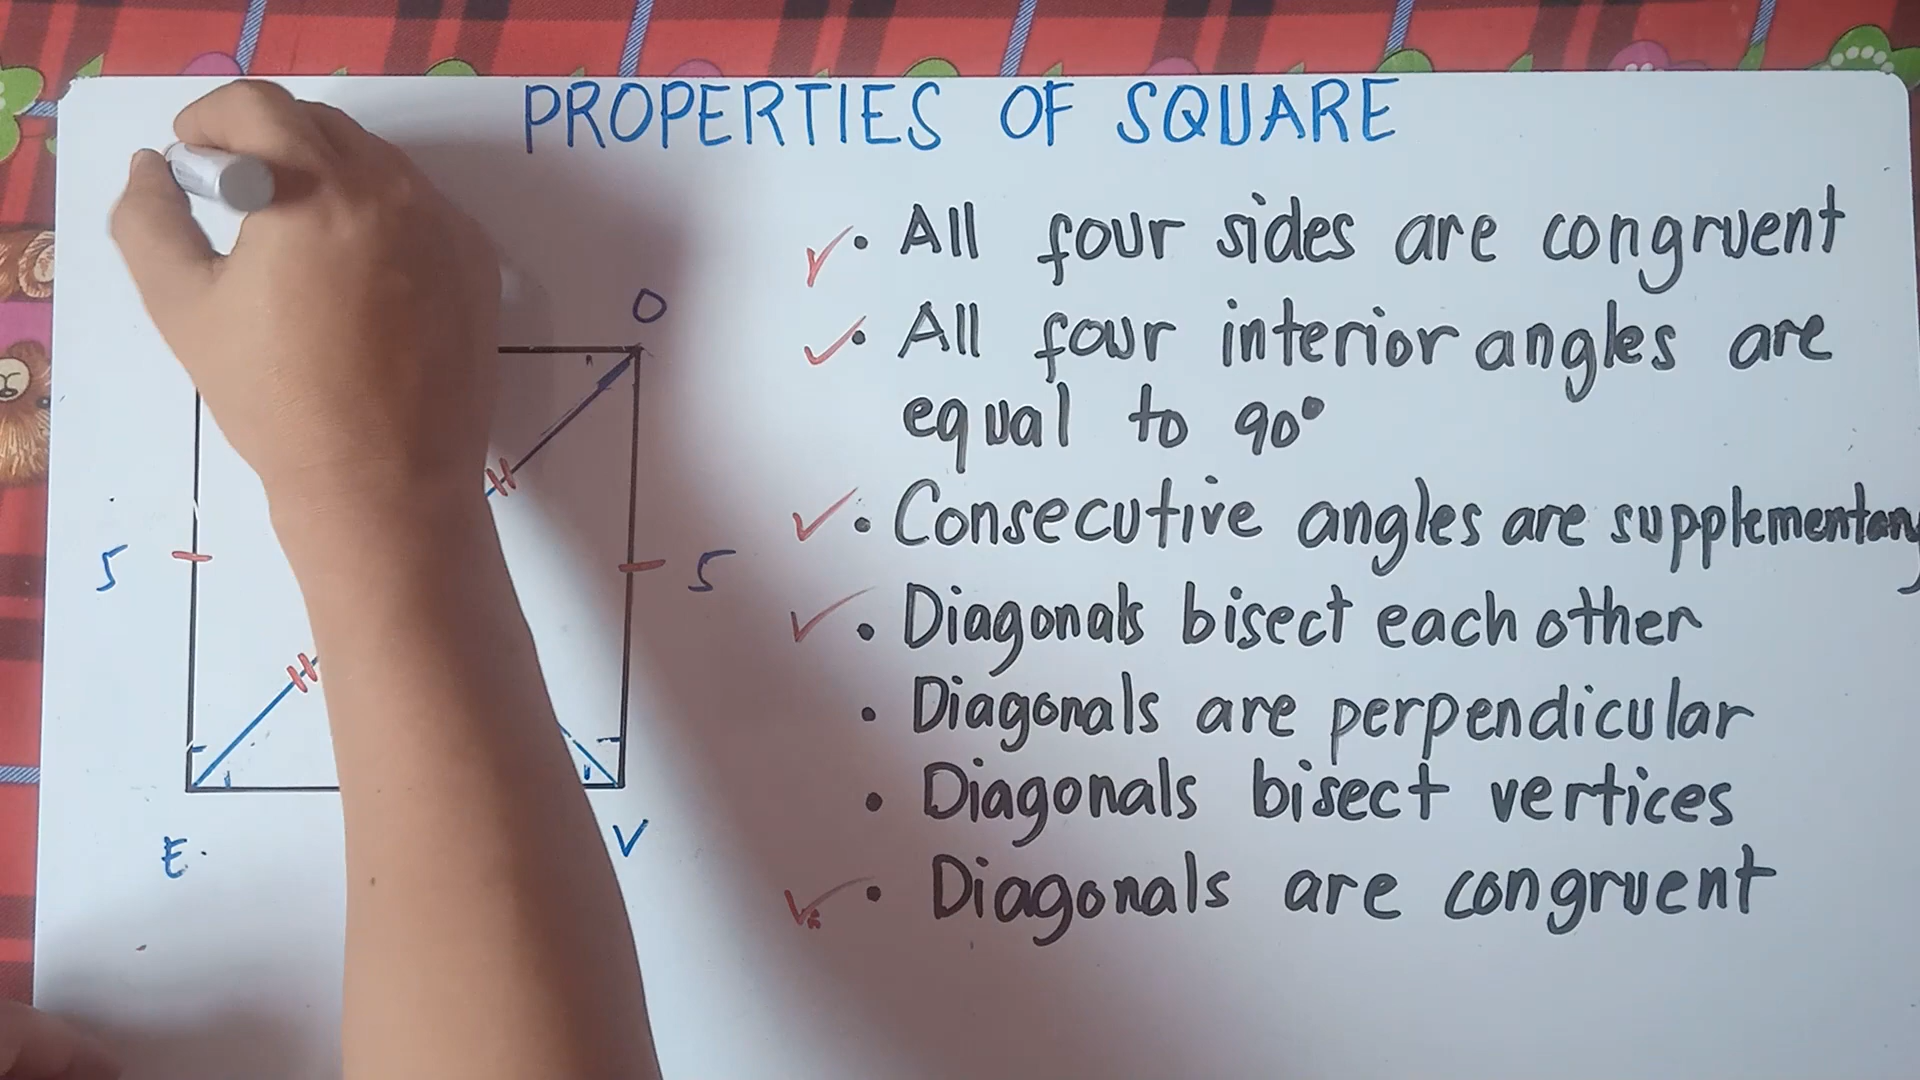 PROPERTIES OF SQUARE
• All four sides are congruent
• All four interior angles are
equal to 90°
• Consecutive angles are supplementary
• Diagonals bisect each other
• Diagonals are perpendicular
• Diagonals bisect vertices
• Diagonals are congruent
O
5
5
E
V